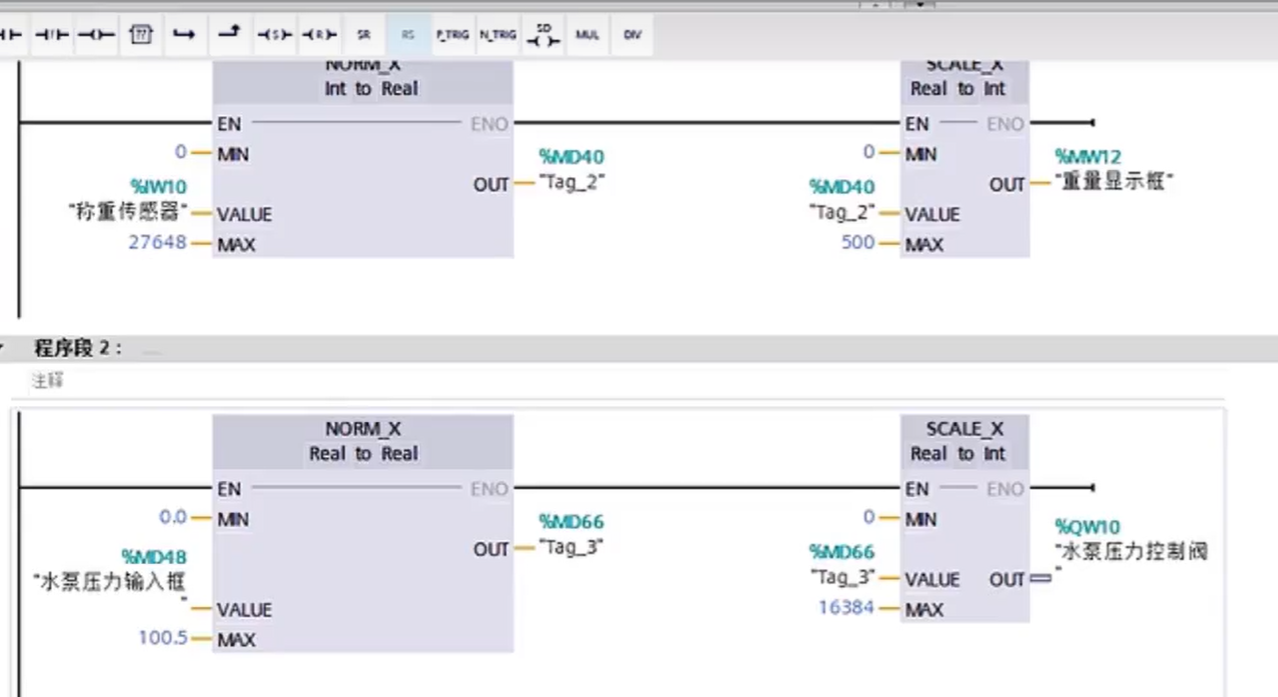 SR RS P_TRIG N_TRIG SD MUL DIV
NORM_X
Int to Real
EN ENO
0 MIN
%IW10
"称重传感器" VALUE
27648 MAX
OUT
%MD40
"Tag_2"
SCALE_X
Real to Int
EN ENO
0 MIN
%MD40
"Tag_2" VALUE
500 MAX
OUT
%MW12
"重量显示框"
程序段 2：
注释
NORM_X
Real to Real
EN ENO
0.0 MIN
%MD48
"水泵压力输入框
" VALUE
100.5 MAX
OUT
%MD66
"Tag_3"
SCALE_X
Real to Int
EN ENO
0 MIN
%MD66
"Tag_3" VALUE
16384 MAX
OUT
%QW10
"水泵压力控制阀
"